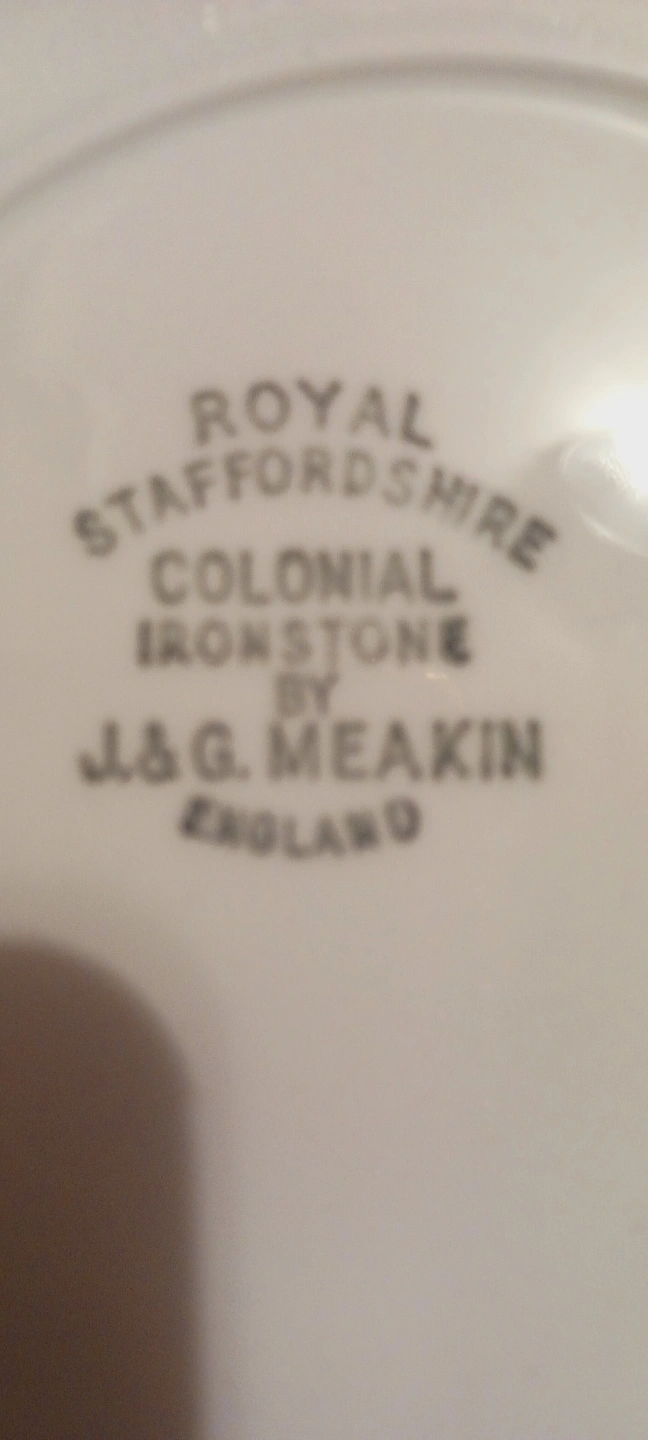 ROYAL
STAFFORDSHIRE
COLONIAL
IRONSTONE
BY
J.& G. MEAKIN
ENGLAND